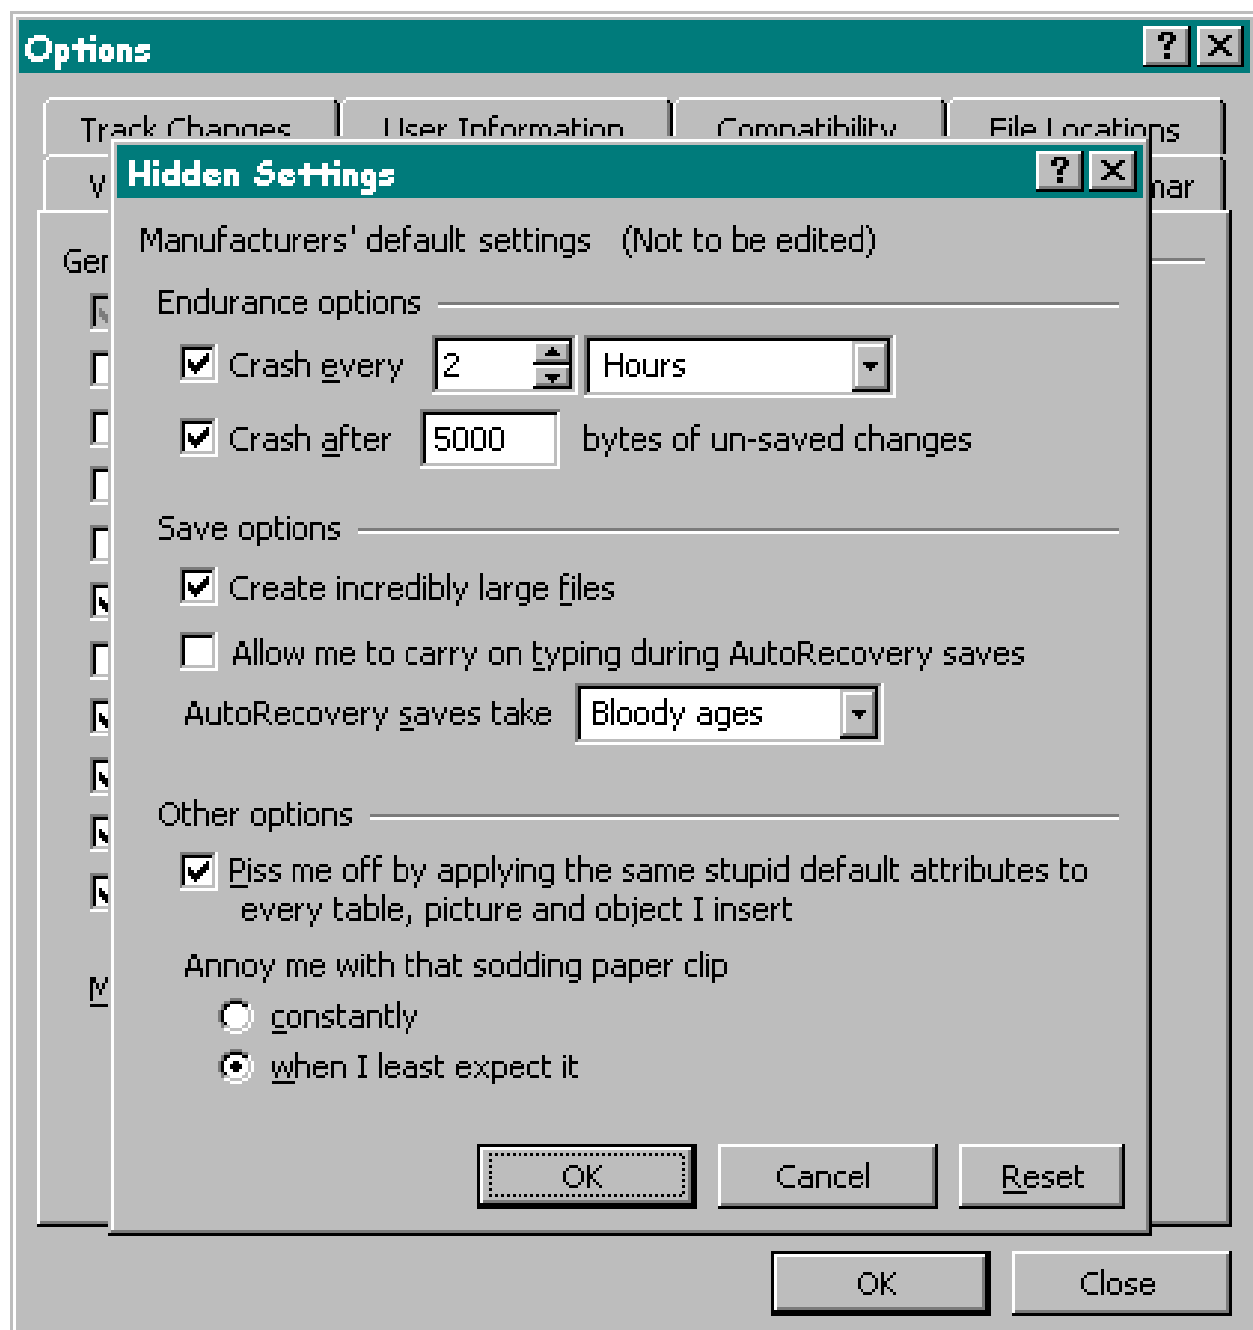 Options
Track Changes User Information Compatibility File Locations
Hidden Settings
Manufacturers' default settings (Not to be edited)
Endurance options
Crash every 2 Hours
Crash after 5000 bytes of un-saved changes
Save options
Create incredibly large files
Allow me to carry on typing during AutoRecovery saves
AutoRecovery saves take Bloody ages
Other options
Piss me off by applying the same stupid default attributes to
every table, picture and object I insert
Annoy me with that sodding paper clip
constantly
when I least expect it
OK Cancel Reset
OK Close